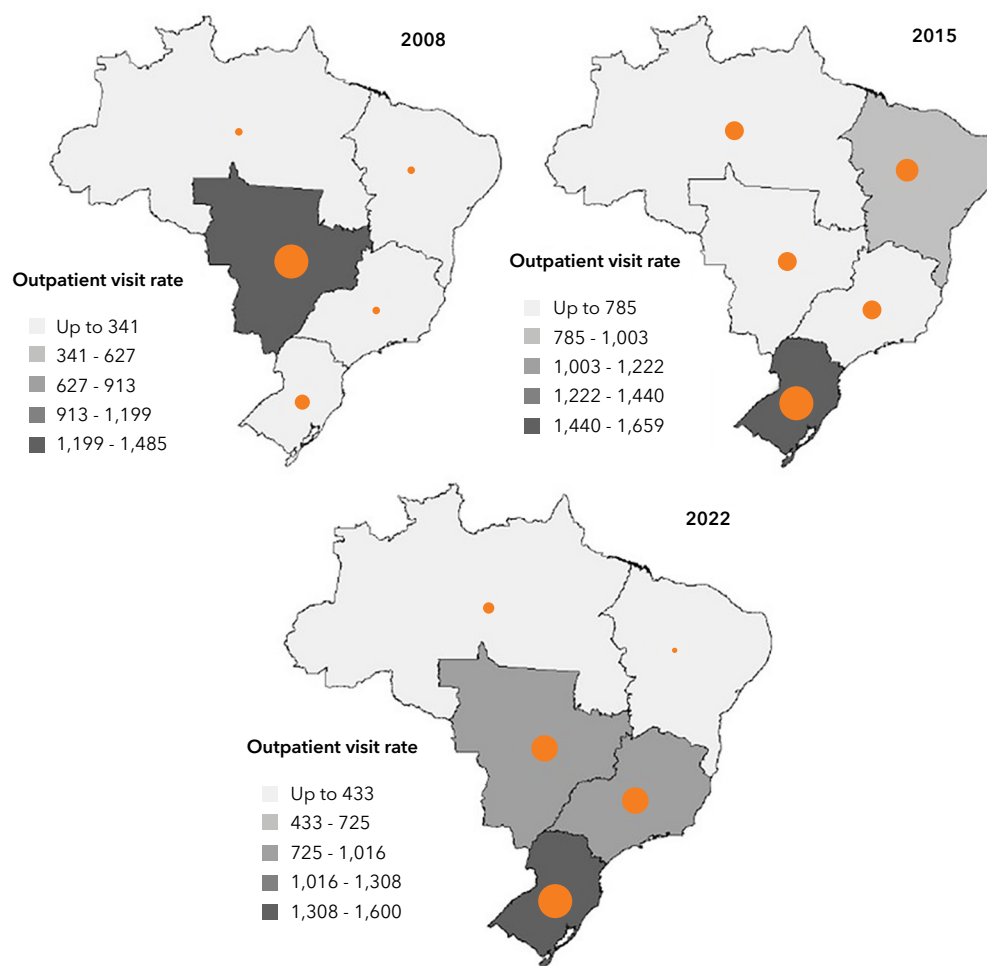 2008
Outpatient visit rate
Up to 341
341 - 627
627 - 913
913 - 1,199
1,199 - 1,485
2015
Outpatient visit rate
Up to 785
785 - 1,003
1,003 - 1,222
1,222 - 1,440
1,440 - 1,659
2022
Outpatient visit rate
Up to 433
433 - 725
725 - 1,016
1,016 - 1,308
1,308 - 1,600